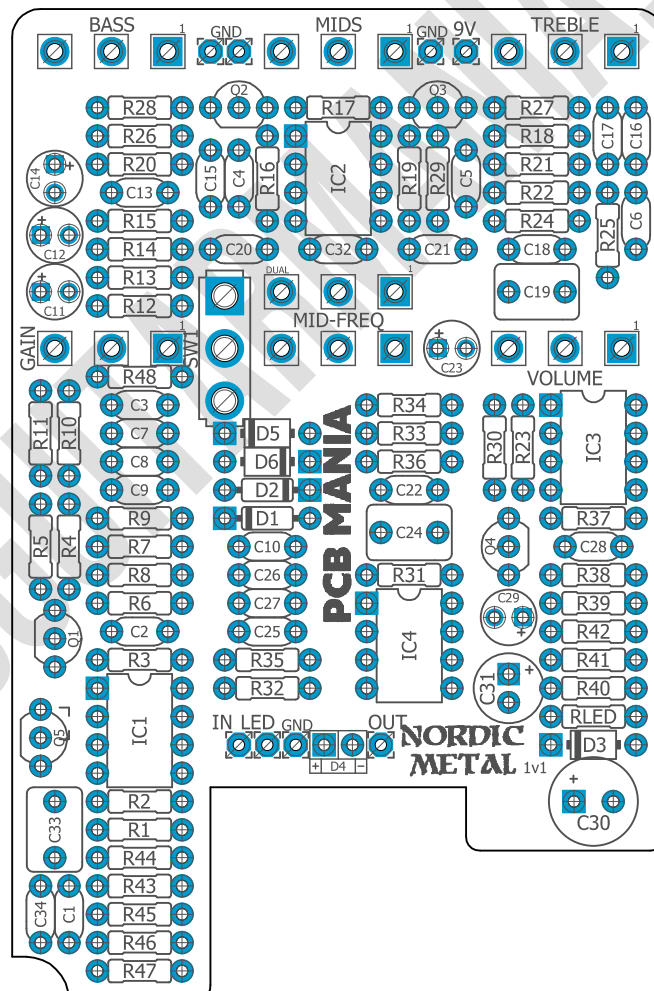 BASS GND MIDS 1 GND 9V TREBLE 1
1
Q2 Q3
R28 R17 R27
R26 R18 C17 C16
R20 C15 C4 R16 IC2 R19 R29 C5 R21
C14 +
C13 R22
R15 R24 C6
C12 + R14 C20 C32 C21 C18 R25
R13 DUAL 1
C11 + R12 C19
GAIN 1 SW1 MID-FREQ + C23 1
R48 VOLUME
C3 R34
R11 R10 C7 D5 R33 R30 R23 IC3
C8 D6 R36
C9 D2 C22
R9 D1 R37
R5 R4 R7 C10 C24 Q4 C28
R8 C26 R31 R38
R6 C27 C29 + R39
Q1 C2 C25 IC4 R42
R3 R35 + R41
R32 C31 R40
IC1 RLED
Q5 IN LED GND OUT NORDIC
+ D4 − METAL 1v1 D3
R2 + C30
C33 R1
R44
R43
C34 C1 R45
R46
R47
PCB MANIA
GUITARMANIA